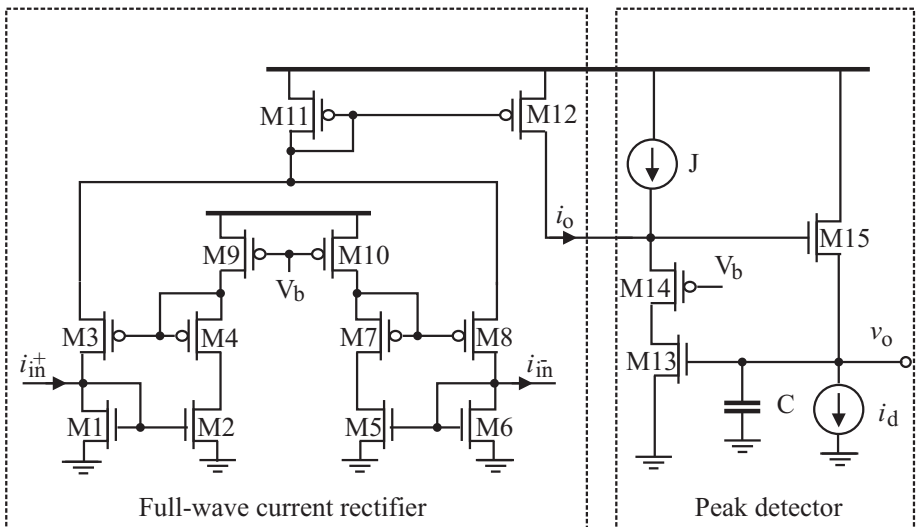 M11
M12
J
i_o
M15
M9
M10
V_b
M14
V_b
M3
M4
M7
M8
M13
v_o
i_in^+
i_in^-
M1
M2
M5
M6
C
i_d
Full-wave current rectifier
Peak detector